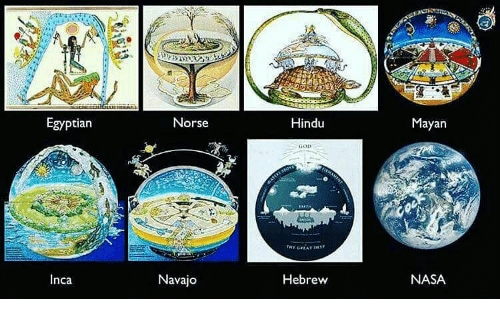 Egyptian
Norse
Hindu
Mayan
GOD
EARTH
THE GREAT DEEP
Inca
Navajo
Hebrew
NASA